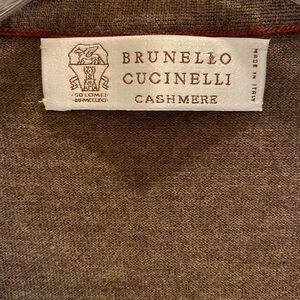 BRUNELLO
CUCINELLI
CASHMERE
SOLOMEO
MADE IN ITALY